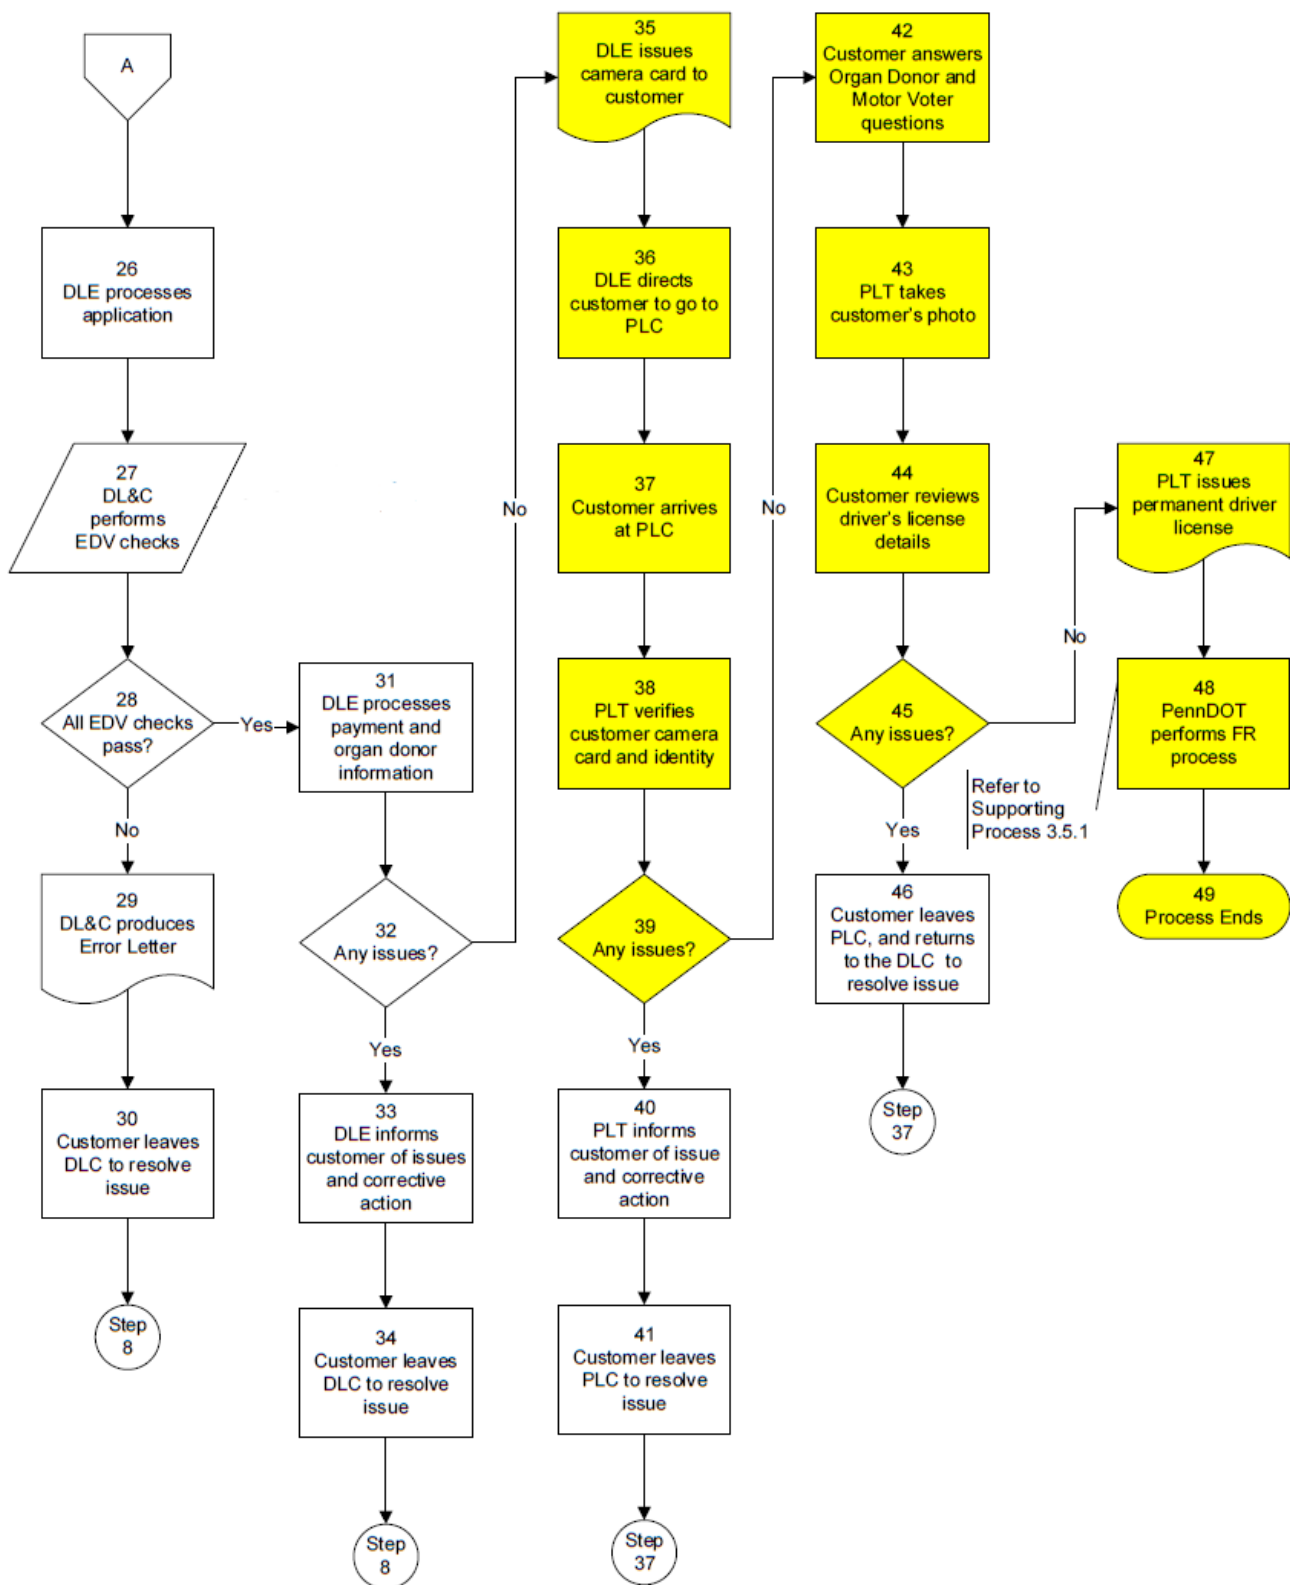 A
26
DLE processes
application
27
DL&C
performs
EDV checks
28
All EDV checks
pass?
Yes
No
29
DL&C produces
Error Letter
30
Customer leaves
DLC to resolve
issue
Step
8
31
DLE processes
payment and
organ donor
information
32
Any issues?
No
Yes
33
DLE informs
customer of issues
and corrective
action
34
Customer leaves
DLC to resolve
issue
Step
8
35
DLE issues
camera card to
customer
36
DLE directs
customer to go to
PLC
37
Customer arrives
at PLC
38
PLT verifies
customer camera
card and identity
39
Any issues?
No
Yes
40
PLT informs
customer of issue
and corrective
action
41
Customer leaves
PLC to resolve
issue
Step
37
42
Customer answers
Organ Donor and
Motor Voter
questions
43
PLT takes
customer's photo
44
Customer reviews
driver's license
details
45
Any issues?
No
Yes
46
Customer leaves
PLC, and returns
to the DLC to
resolve issue
Step
37
47
PLT issues
permanent driver
license
48
PennDOT
performs FR
process
Refer to
Supporting
Process 3.5.1
49
Process Ends